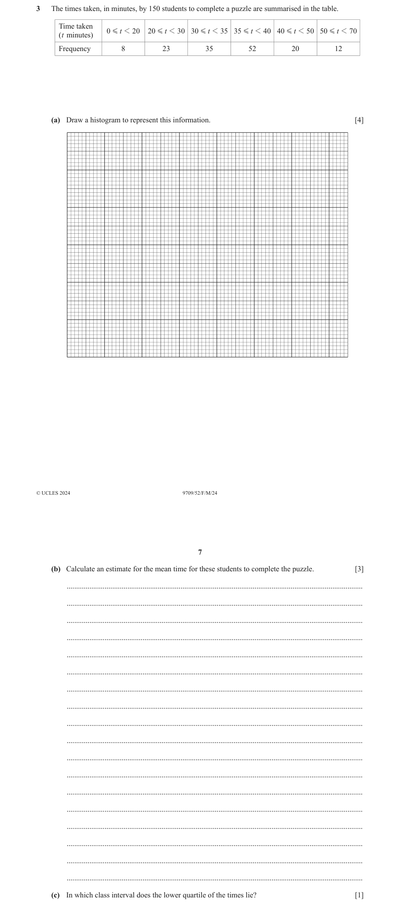 3 The times taken, in minutes, by 150 students to complete a puzzle are summarised in the table.
Time taken (t minutes) 0 ⩽ t < 20 20 ⩽ t < 30 30 ⩽ t < 35 35 ⩽ t < 40 40 ⩽ t < 50 50 ⩽ t < 70
Frequency 8 23 35 52 20 12
(a) Draw a histogram to represent this information. [4]
© UCLES 2024 9709/52/F/M/24
7
(b) Calculate an estimate for the mean time for these students to complete the puzzle. [3]
(c) In which class interval does the lower quartile of the times lie? [1]